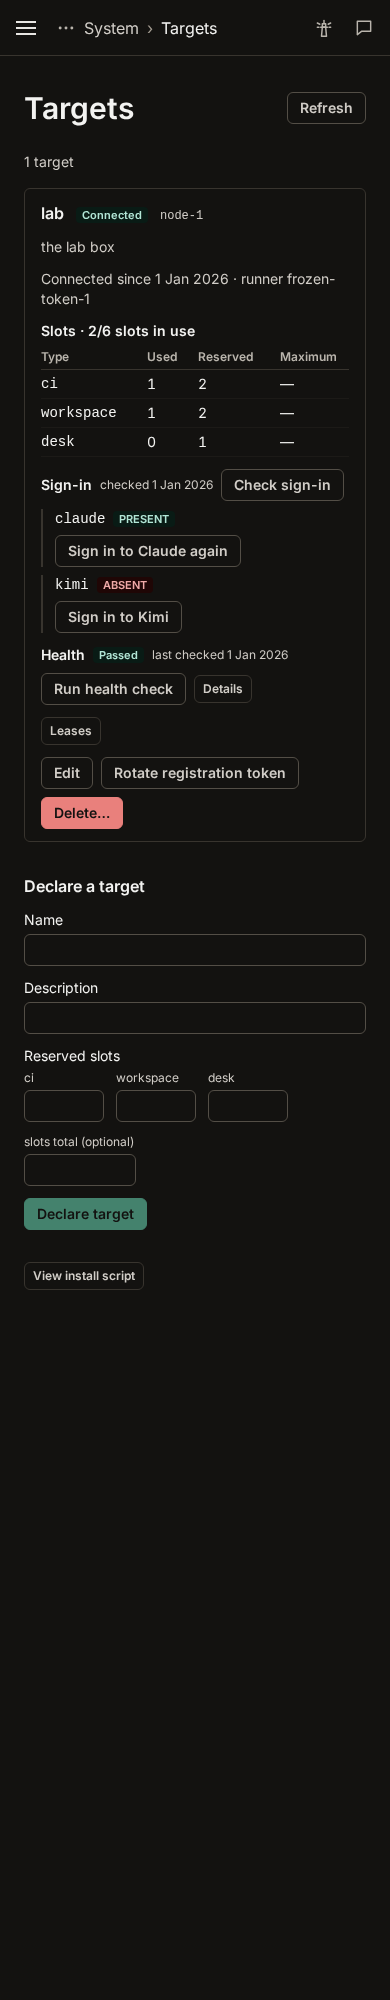 ··· System › Targets
Targets
Refresh
1 target
lab Connected node-1
the lab box
Connected since 1 Jan 2026 · runner frozen-
token-1
Slots · 2/6 slots in use
Type Used Reserved Maximum
ci 1 2 —
workspace 1 2 —
desk 0 1 —
Sign-in checked 1 Jan 2026 Check sign-in
claude PRESENT
Sign in to Claude again
kimi ABSENT
Sign in to Kimi
Health Passed last checked 1 Jan 2026
Run health check Details
Leases
Edit Rotate registration token
Delete...
Declare a target
Name
Description
Reserved slots
ci workspace desk
slots total (optional)
Declare target
View install script